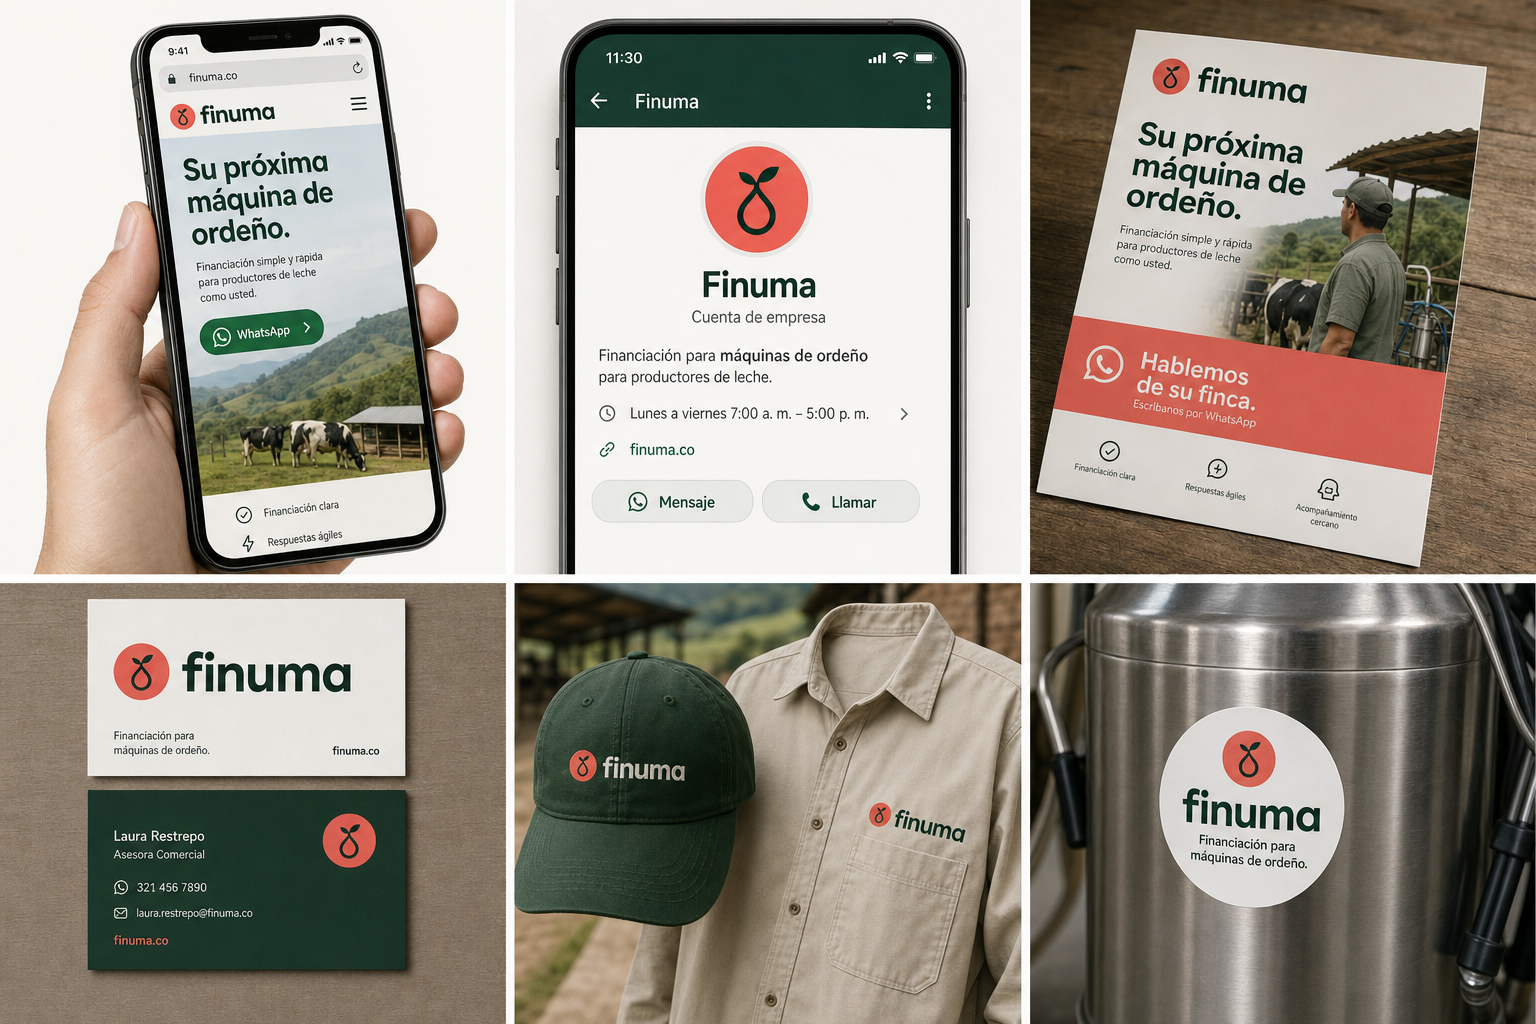 9:41
finuma.co
finuma
Su próxima
máquina de
ordeño.
Financiación simple y rápida
para productores de leche
como usted.
WhatsApp
Financiación clara
Respuestas ágiles
11:30
Finuma
Finuma
Cuenta de empresa
Financiación para máquinas de ordeño
para productores de leche.
Lunes a viernes 7:00 a. m. – 5:00 p. m.
finuma.co
Mensaje
Llamar
finuma
Su próxima
máquina de
ordeño.
Financiación simple y rápida
para productores de leche
como usted.
Hablemos
de su finca.
Escribanos por WhatsApp
Financiación clara
Respuestas ágiles
Acompañamiento
cercano
finuma
Financiación para
máquinas de ordeño.
finuma.co
Laura Restrepo
Asesora Comercial
321 456 7890
laura.restrepo@finuma.co
finuma.co
finuma
finuma
finuma
Financiación para
máquinas de ordeño.